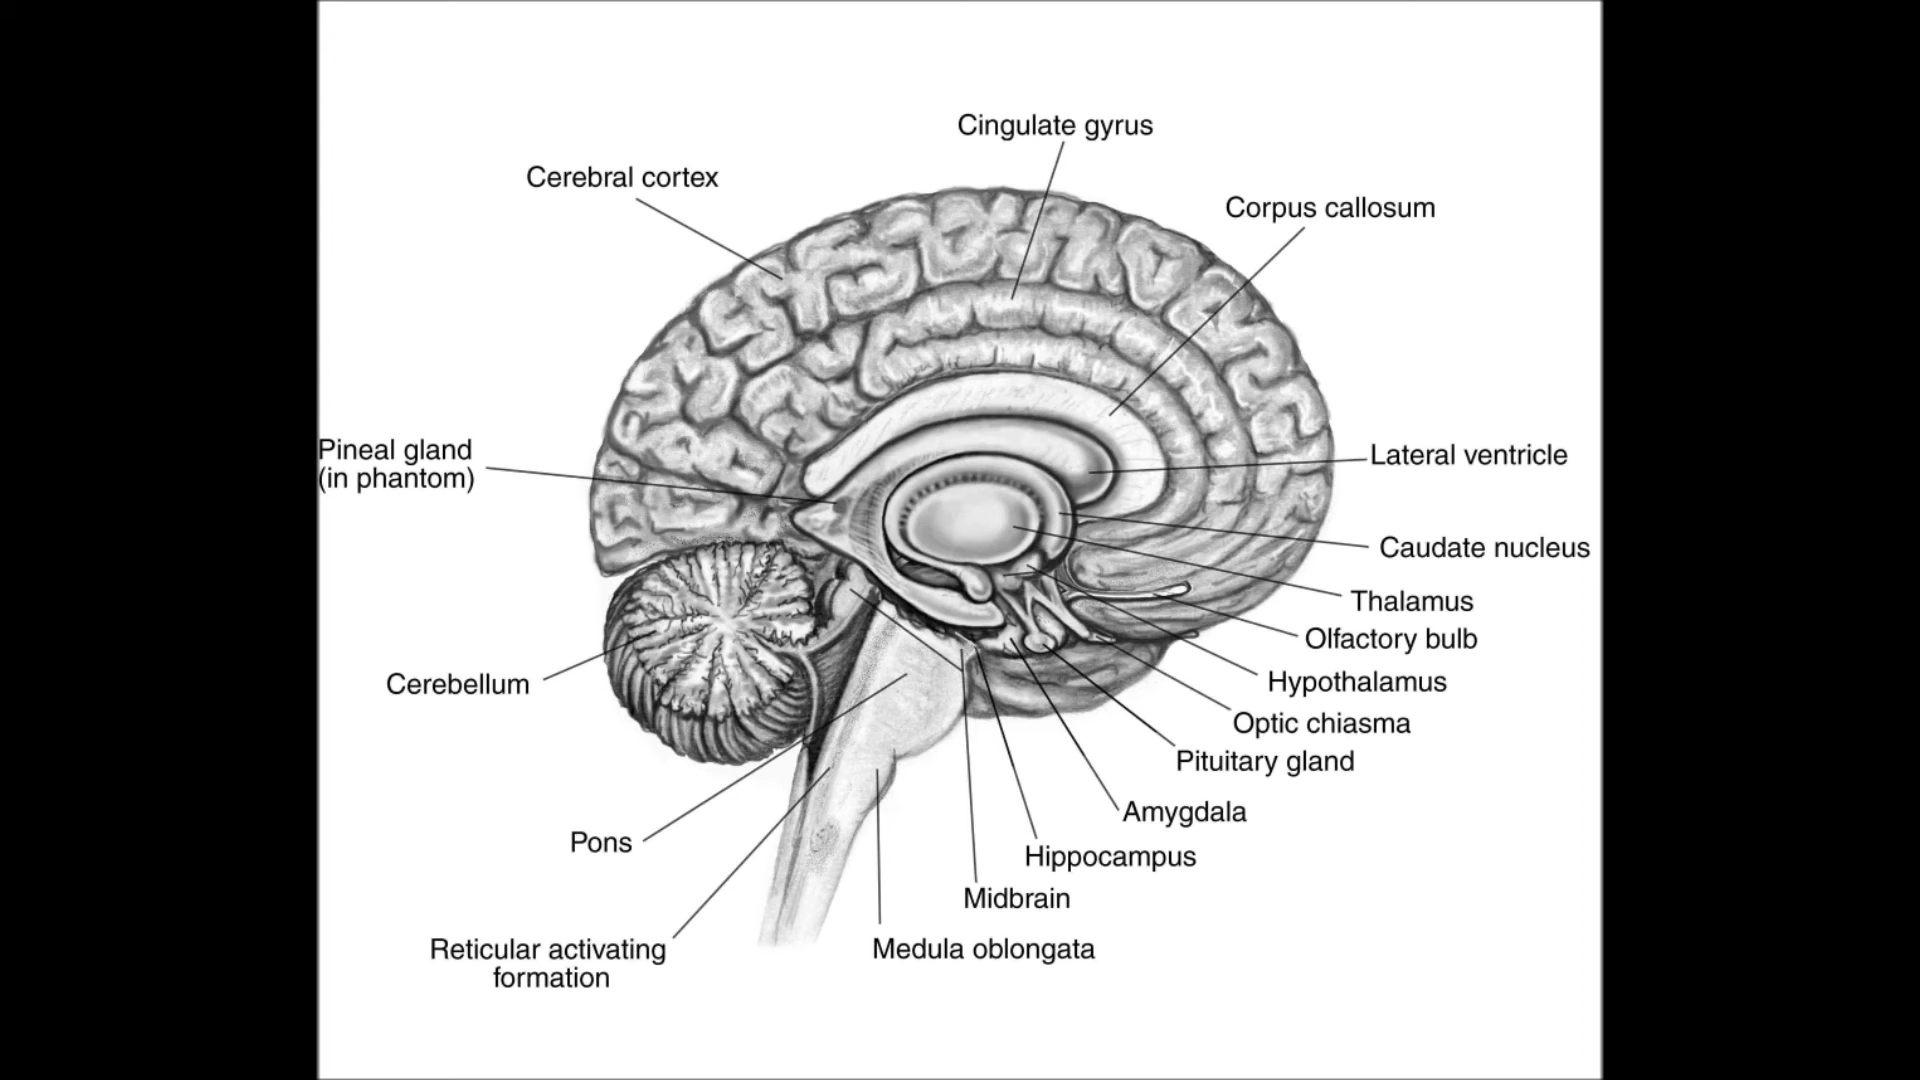 Cingulate gyrus
Cerebral cortex
Corpus callosum
Pineal gland
(in phantom)
Lateral ventricle
Caudate nucleus
Thalamus
Olfactory bulb
Cerebellum
Hypothalamus
Optic chiasma
Pituitary gland
Amygdala
Pons
Hippocampus
Midbrain
Reticular activating
formation
Medula oblongata